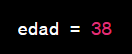 edad = 38